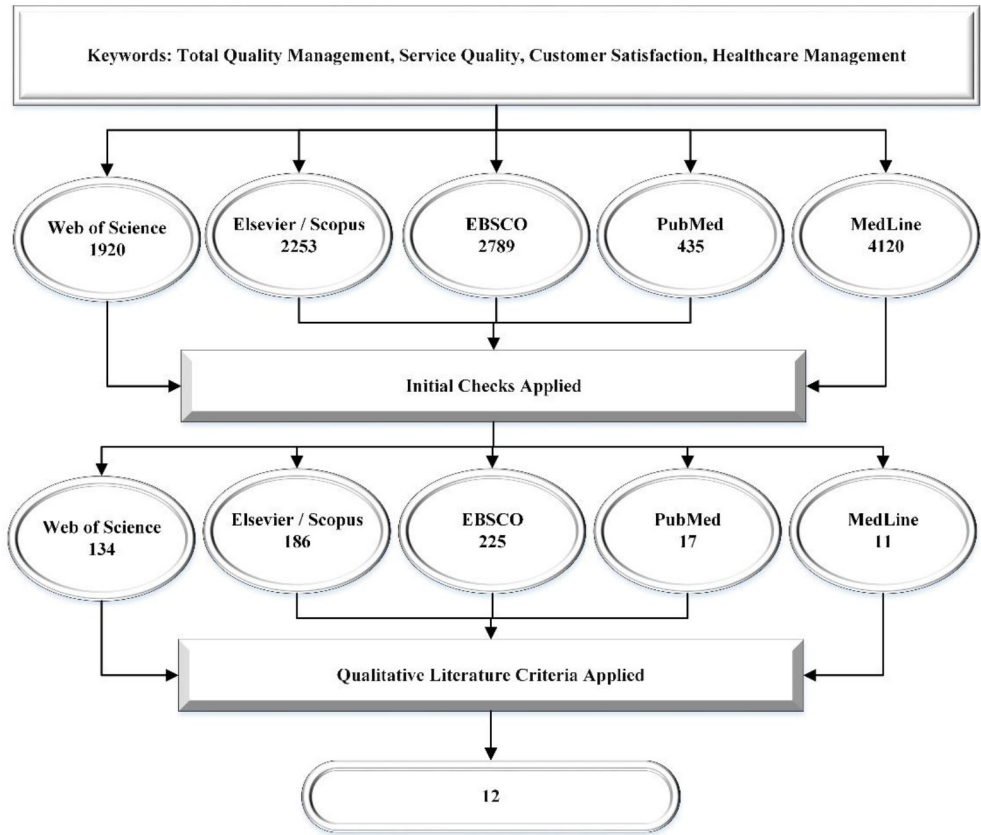 Keywords: Total Quality Management, Service Quality, Customer Satisfaction, Healthcare Management
Web of Science
1920
Elsevier / Scopus
2253
EBSCO
2789
PubMed
435
MedLine
4120
Initial Checks Applied
Web of Science
134
Elsevier / Scopus
186
EBSCO
225
PubMed
17
MedLine
11
Qualitative Literature Criteria Applied
12